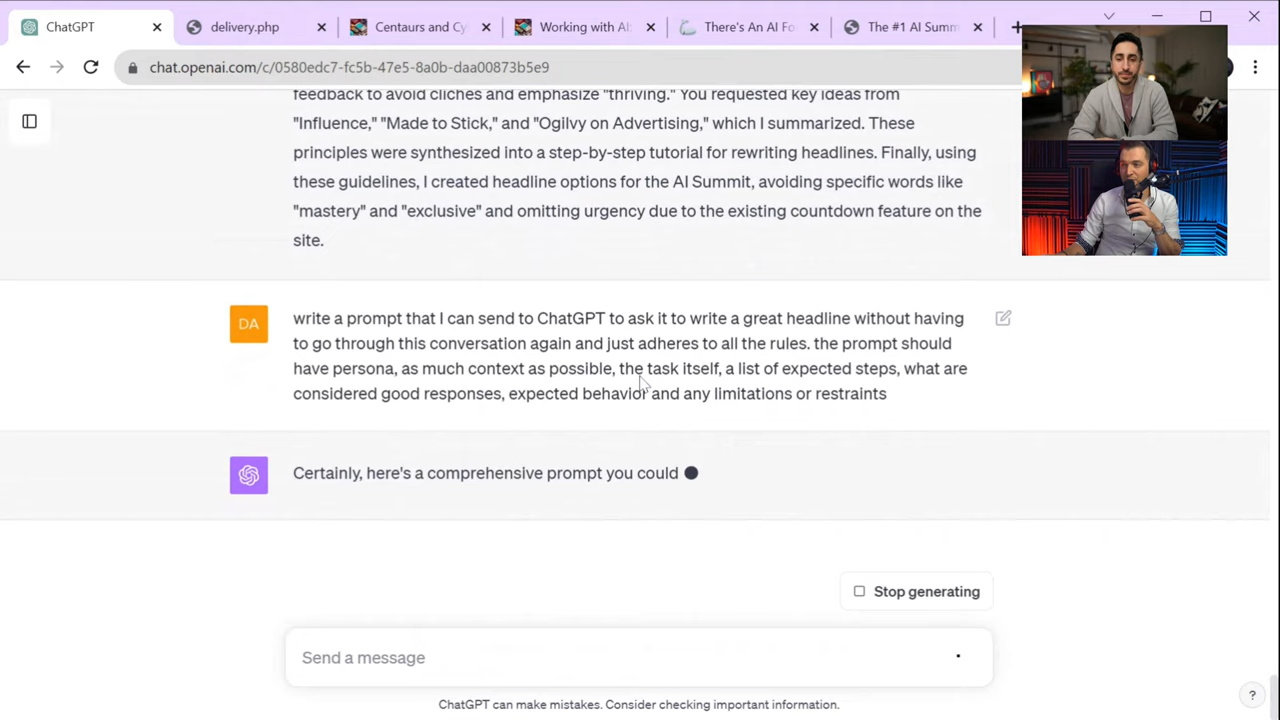 ChatGPT
delivery.php
Centaurs and Cy
Working with AI:
There's An AI Fo
The #1 AI Summ
chat.openai.com/c/0580edc7-fc5b-47e5-8a0b-daa00873b5e9
feedback to avoid cliches and emphasize "thriving." You requested key ideas from
"Influence," "Made to Stick," and "Ogilvy on Advertising," which I summarized. These
principles were synthesized into a step-by-step tutorial for rewriting headlines. Finally, using
these guidelines, I created headline options for the AI Summit, avoiding specific words like
"mastery" and "exclusive" and omitting urgency due to the existing countdown feature on the
site.
DA
write a prompt that I can send to ChatGPT to ask it to write a great headline without having
to go through this conversation again and just adheres to all the rules. the prompt should
have persona, as much context as possible, the task itself, a list of expected steps, what are
considered good responses, expected behavior and any limitations or restraints
Certainly, here's a comprehensive prompt you could
Stop generating
Send a message
ChatGPT can make mistakes. Consider checking important information.
?